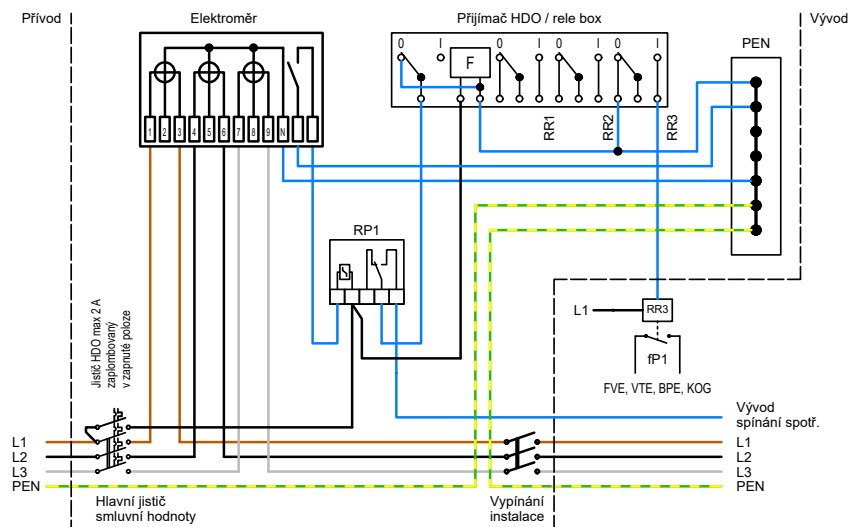 Přívod
Elektroměr
Přijímač HDO / rele box
Vývod
0
I
0
I
0
I
0
I
PEN
F
1
2
3
4
5
6
7
8
9
N
RR1
RR2
RR3
RP1
L1
RR3
fP1
FVE, VTE, BPE, KOG
Jistič HDO max 2 A
zaplombovaný
v zapnuté poloze
Vývod
spínání spotř.
L1
L2
L3
PEN
L1
L2
L3
PEN
Hlavní jistič
smluvní hodnoty
Vypínání
instalace